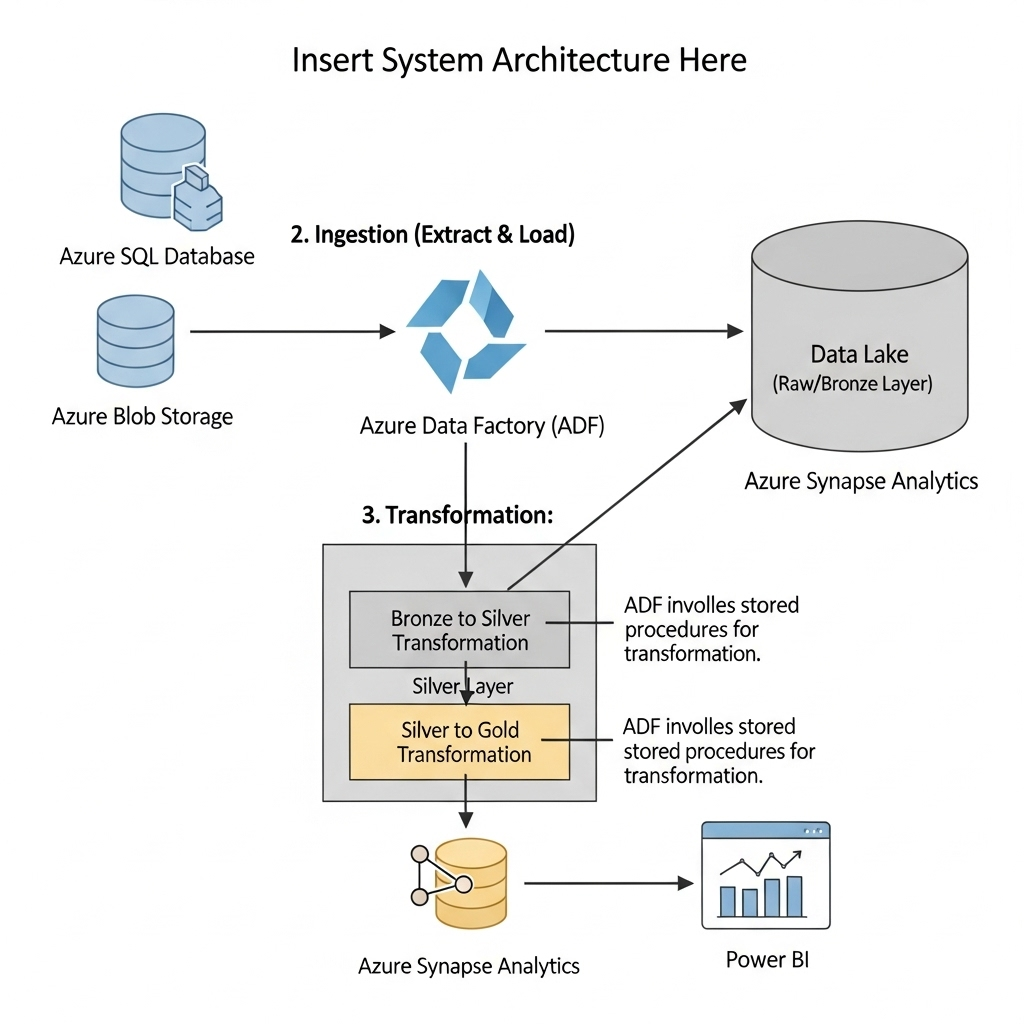 Insert System Architecture Here
Azure SQL Database
2. Ingestion (Extract & Load)
Azure Blob Storage
Azure Data Factory (ADF)
Data Lake
(Raw/Bronze Layer)
Azure Synapse Analytics
3. Transformation:
Bronze to Silver
Transformation
ADF involles stored
procedures for
transformation.
Silver Layer
Silver to Gold
Transformation
ADF involles stored
stored procedures for
transformation.
Azure Synapse Analytics
Power BI